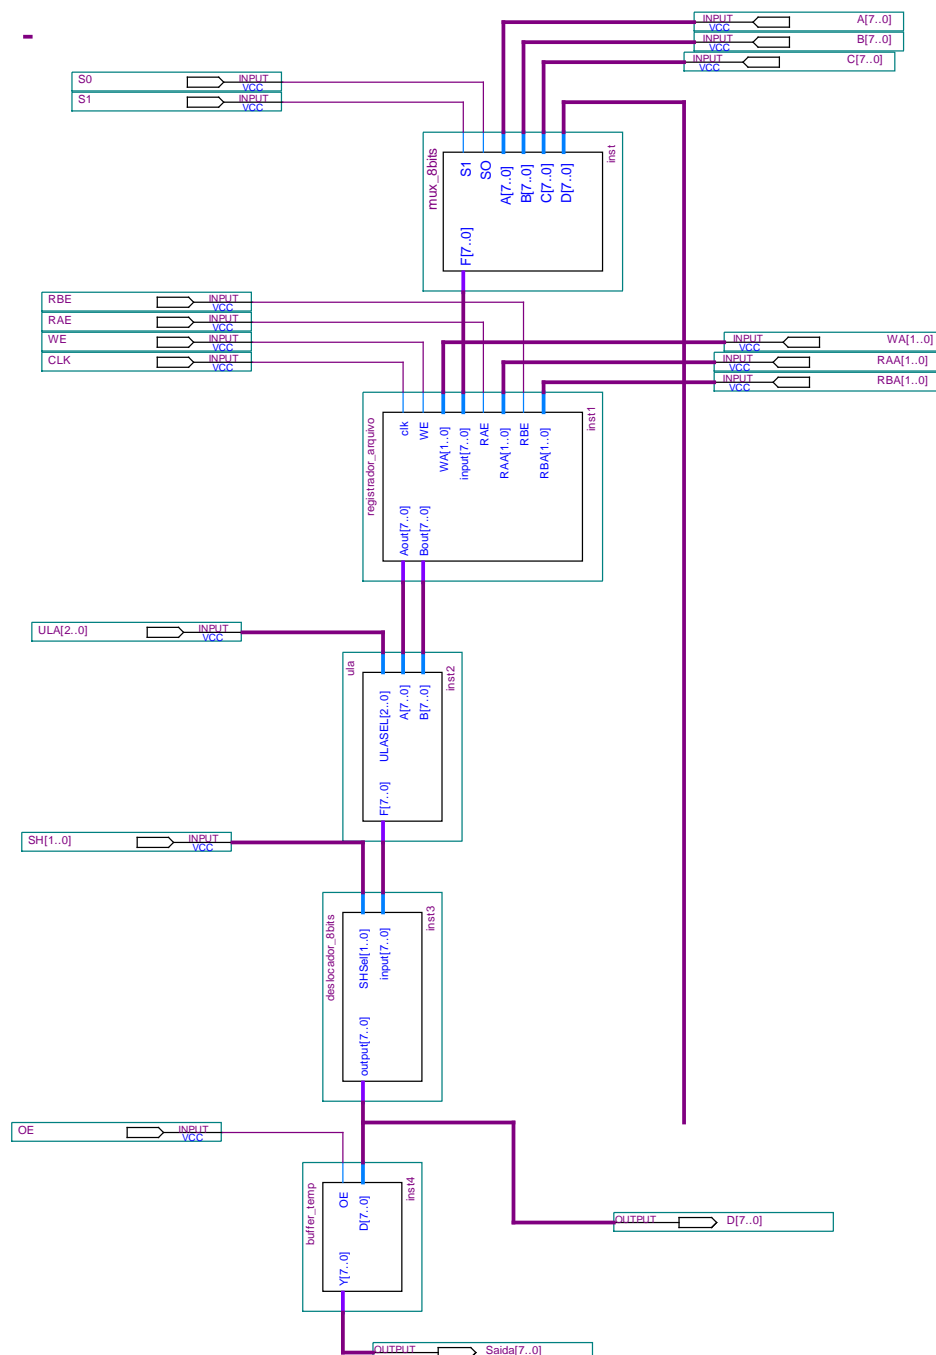 INPUT
VCC
A[7..0]
INPUT
VCC
B[7..0]
INPUT
VCC
C[7..0]
S0
INPUT
VCC
S1
INPUT
VCC
mux_8bits
S1
SO
A[7..0]
B[7..0]
C[7..0]
D[7..0]
inst
F[7..0]
RBE
INPUT
VCC
RAE
INPUT
VCC
WE
INPUT
VCC
CLK
INPUT
VCC
INPUT
VCC
WA[1..0]
INPUT
VCC
RAA[1..0]
INPUT
VCC
RBA[1..0]
registrador_arquivo
clk
WE
WA[1..0]
input[7..0]
RAE
RAA[1..0]
RBE
RBA[1..0]
inst1
Aout[7..0]
Bout[7..0]
ULA[2..0]
INPUT
VCC
ula
ULASEL[2..0]
A[7..0]
B[7..0]
inst2
F[7..0]
SH[1..0]
INPUT
VCC
deslocador_8bits
SHSel[1..0]
input[7..0]
inst3
output[7..0]
OE
INPUT
VCC
buffer_temp
OE
D[7..0]
inst4
Y[7..0]
OUTPUT
D[7..0]
OUTPUT
Saida[7..0]